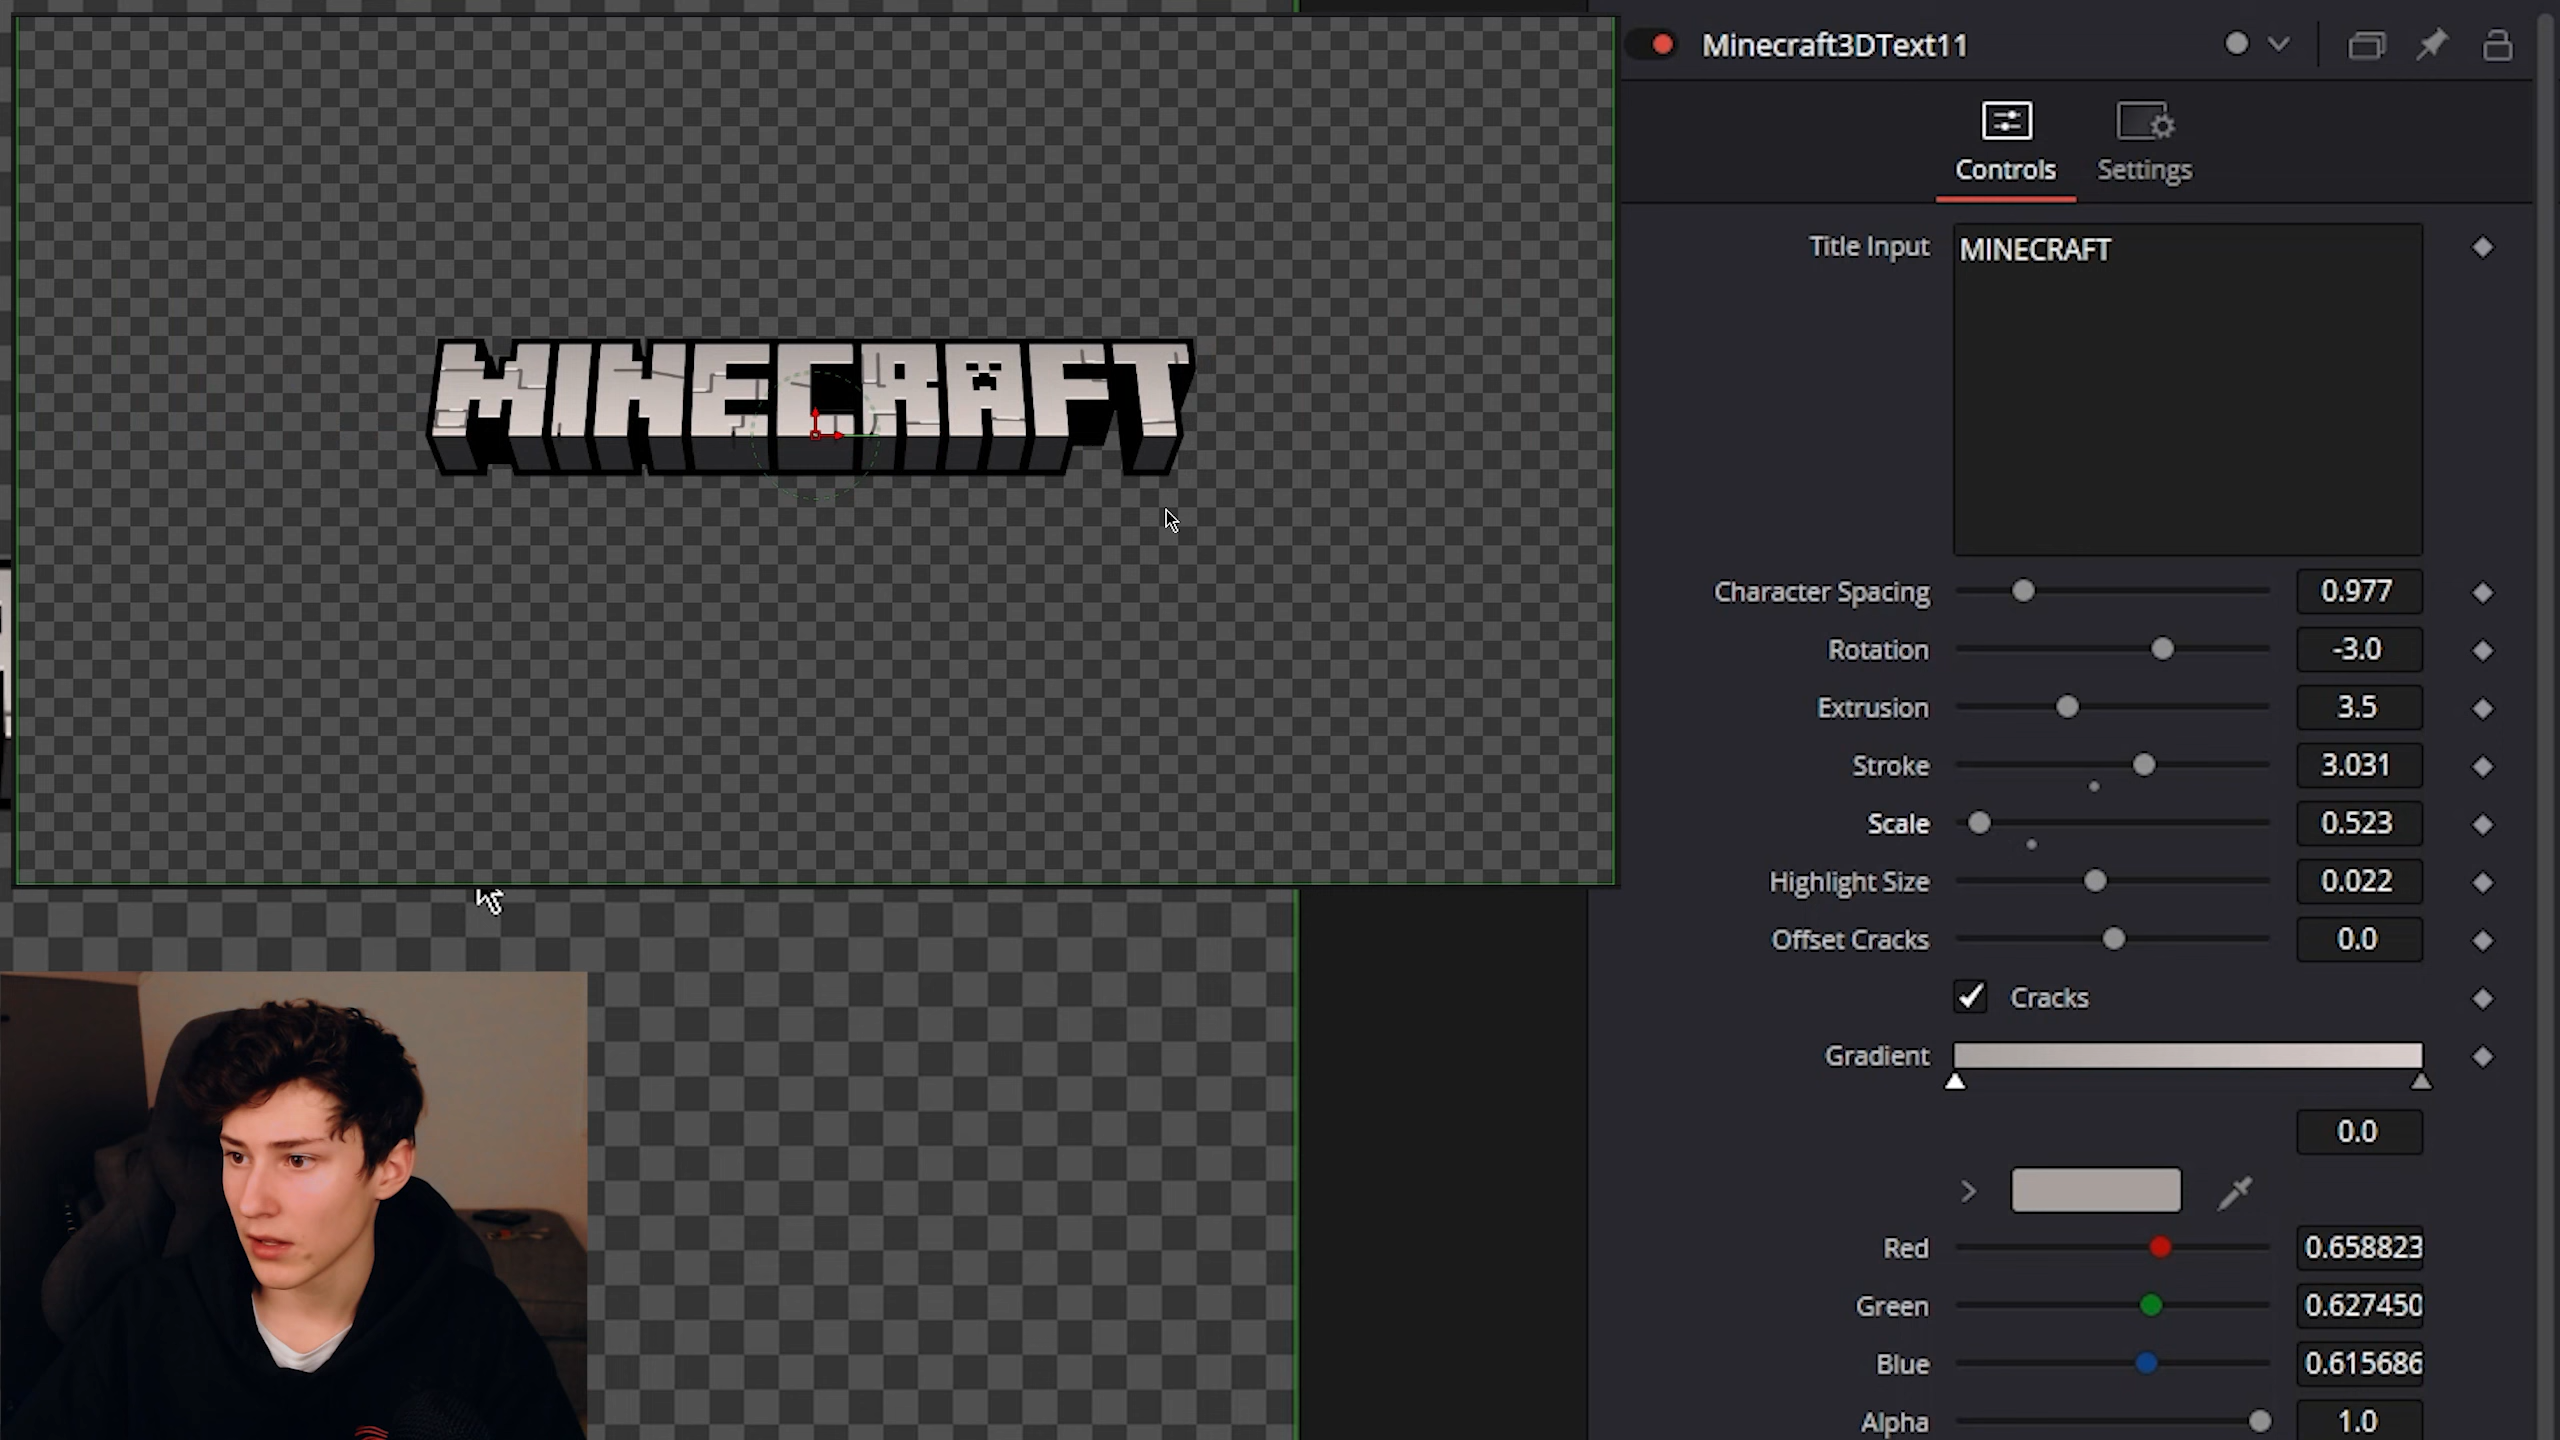 Minecraft3DText11
Controls
Settings
Title Input
MINECRAFT
MINECRAFT
Character Spacing
0.977
Rotation
-3.0
Extrusion
3.5
Stroke
3.031
Scale
0.523
Highlight Size
0.022
Offset Cracks
0.0
Cracks
Gradient
0.0
Red
0.658823
Green
0.627450
Blue
0.615686
Alpha
1.0